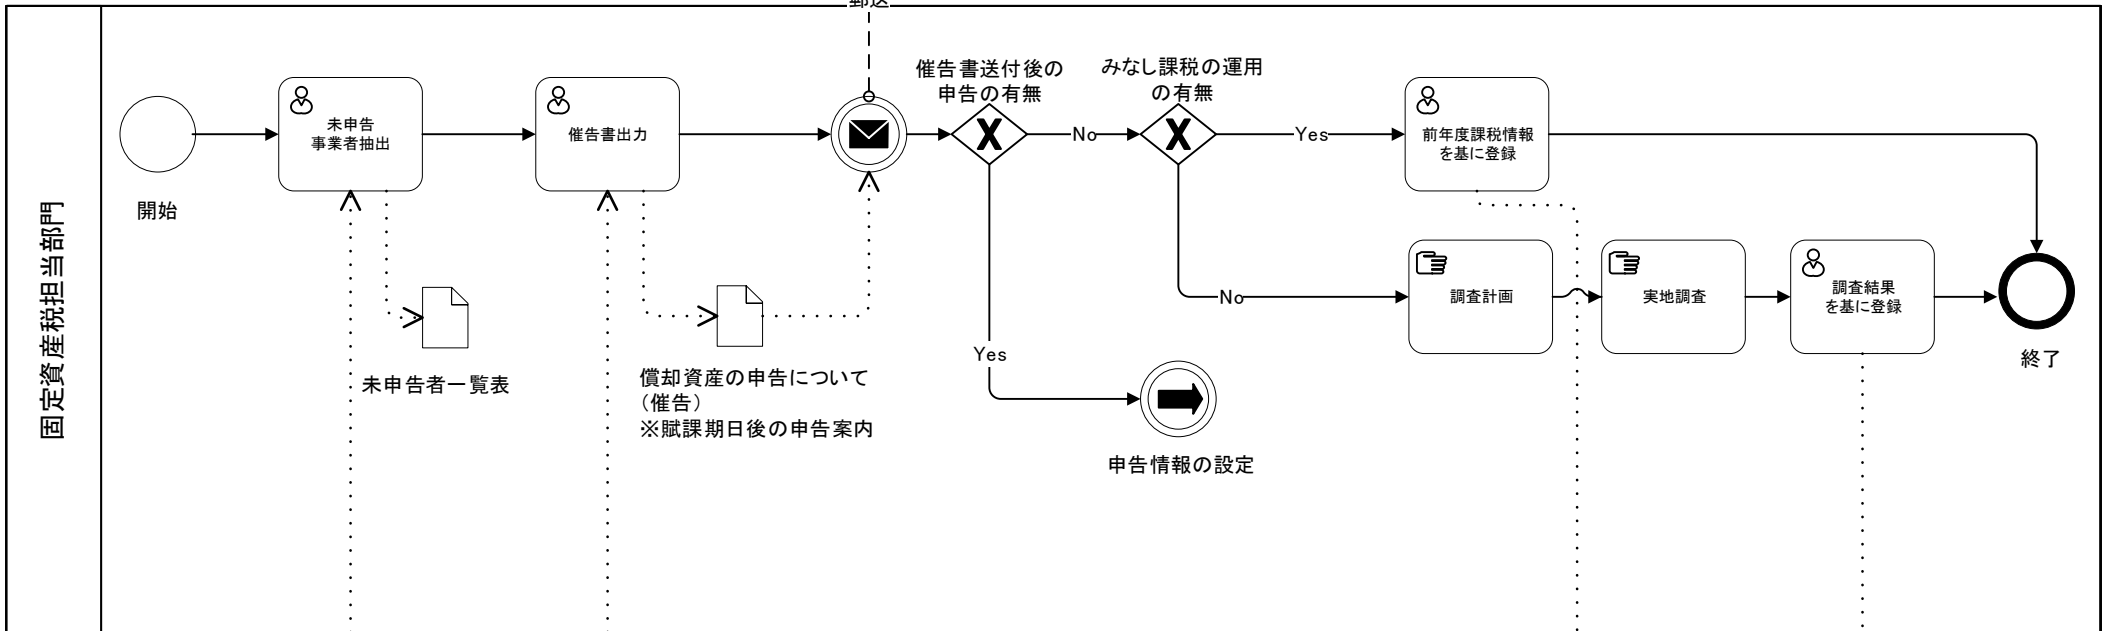 郵送
固定資産税担当部門
開始
未申告
事業者抽出
催告書出力
催告書送付後の
申告の有無
みなし課税の運用
の有無
No
Yes
前年度課税情報
を基に登録
No
調査計画
実地調査
調査結果
を基に登録
終了
Yes
申告情報の設定
未申告者一覧表
償却資産の申告について
（催告）
※賦課期日後の申告案内